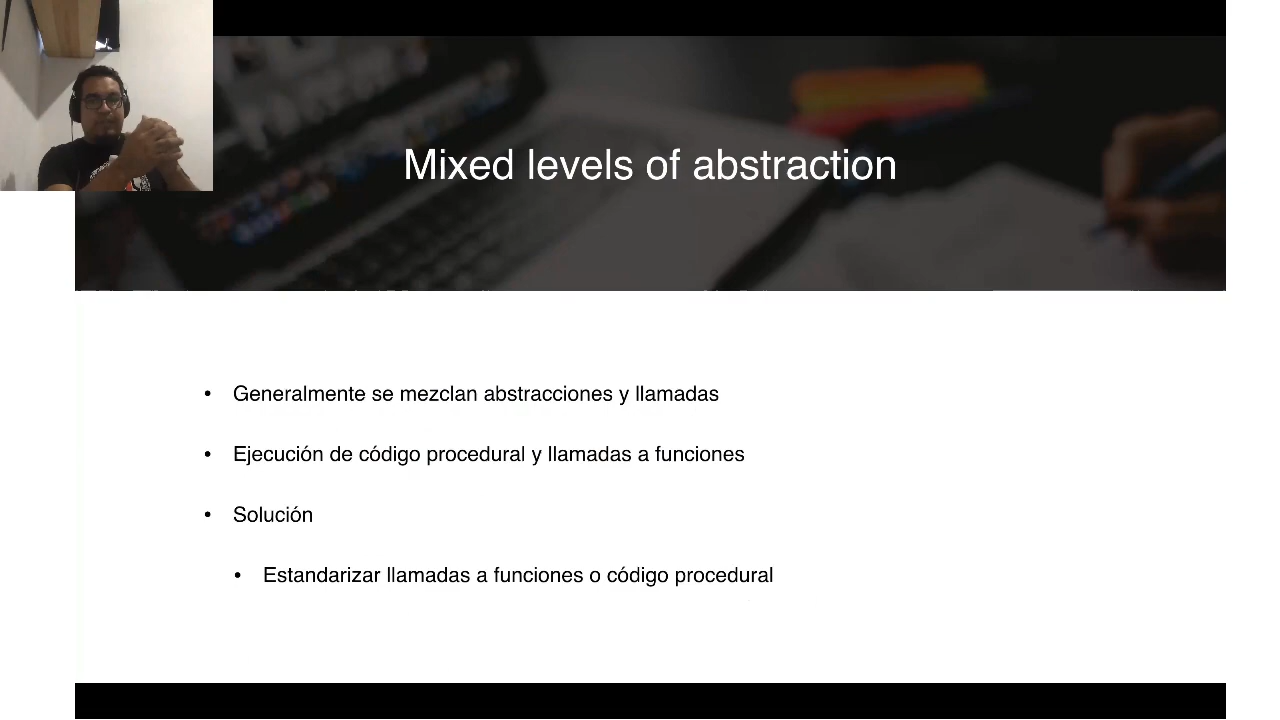 Mixed levels of abstraction
• Generalmente se mezclan abstracciones y llamadas
• Ejecución de código procedural y llamadas a funciones
• Solución
• Estandarizar llamadas a funciones o código procedural